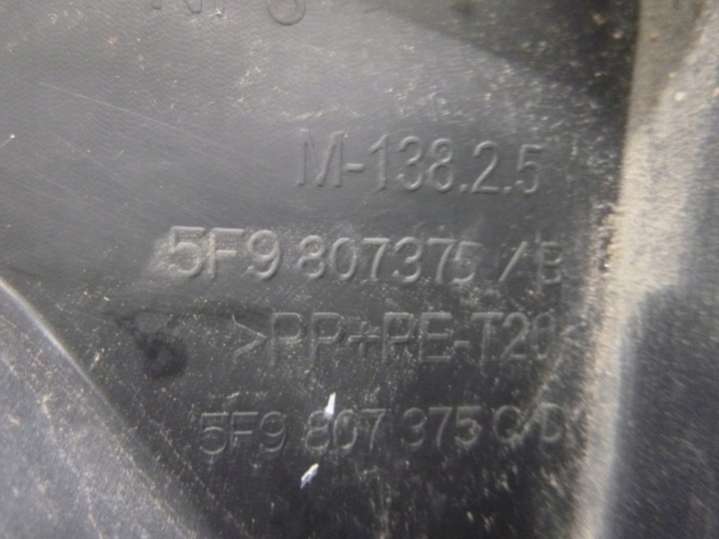 M-138.2.5
5F9 807375 / B
>PP+PE-T20<
5F9 807 375 C/D